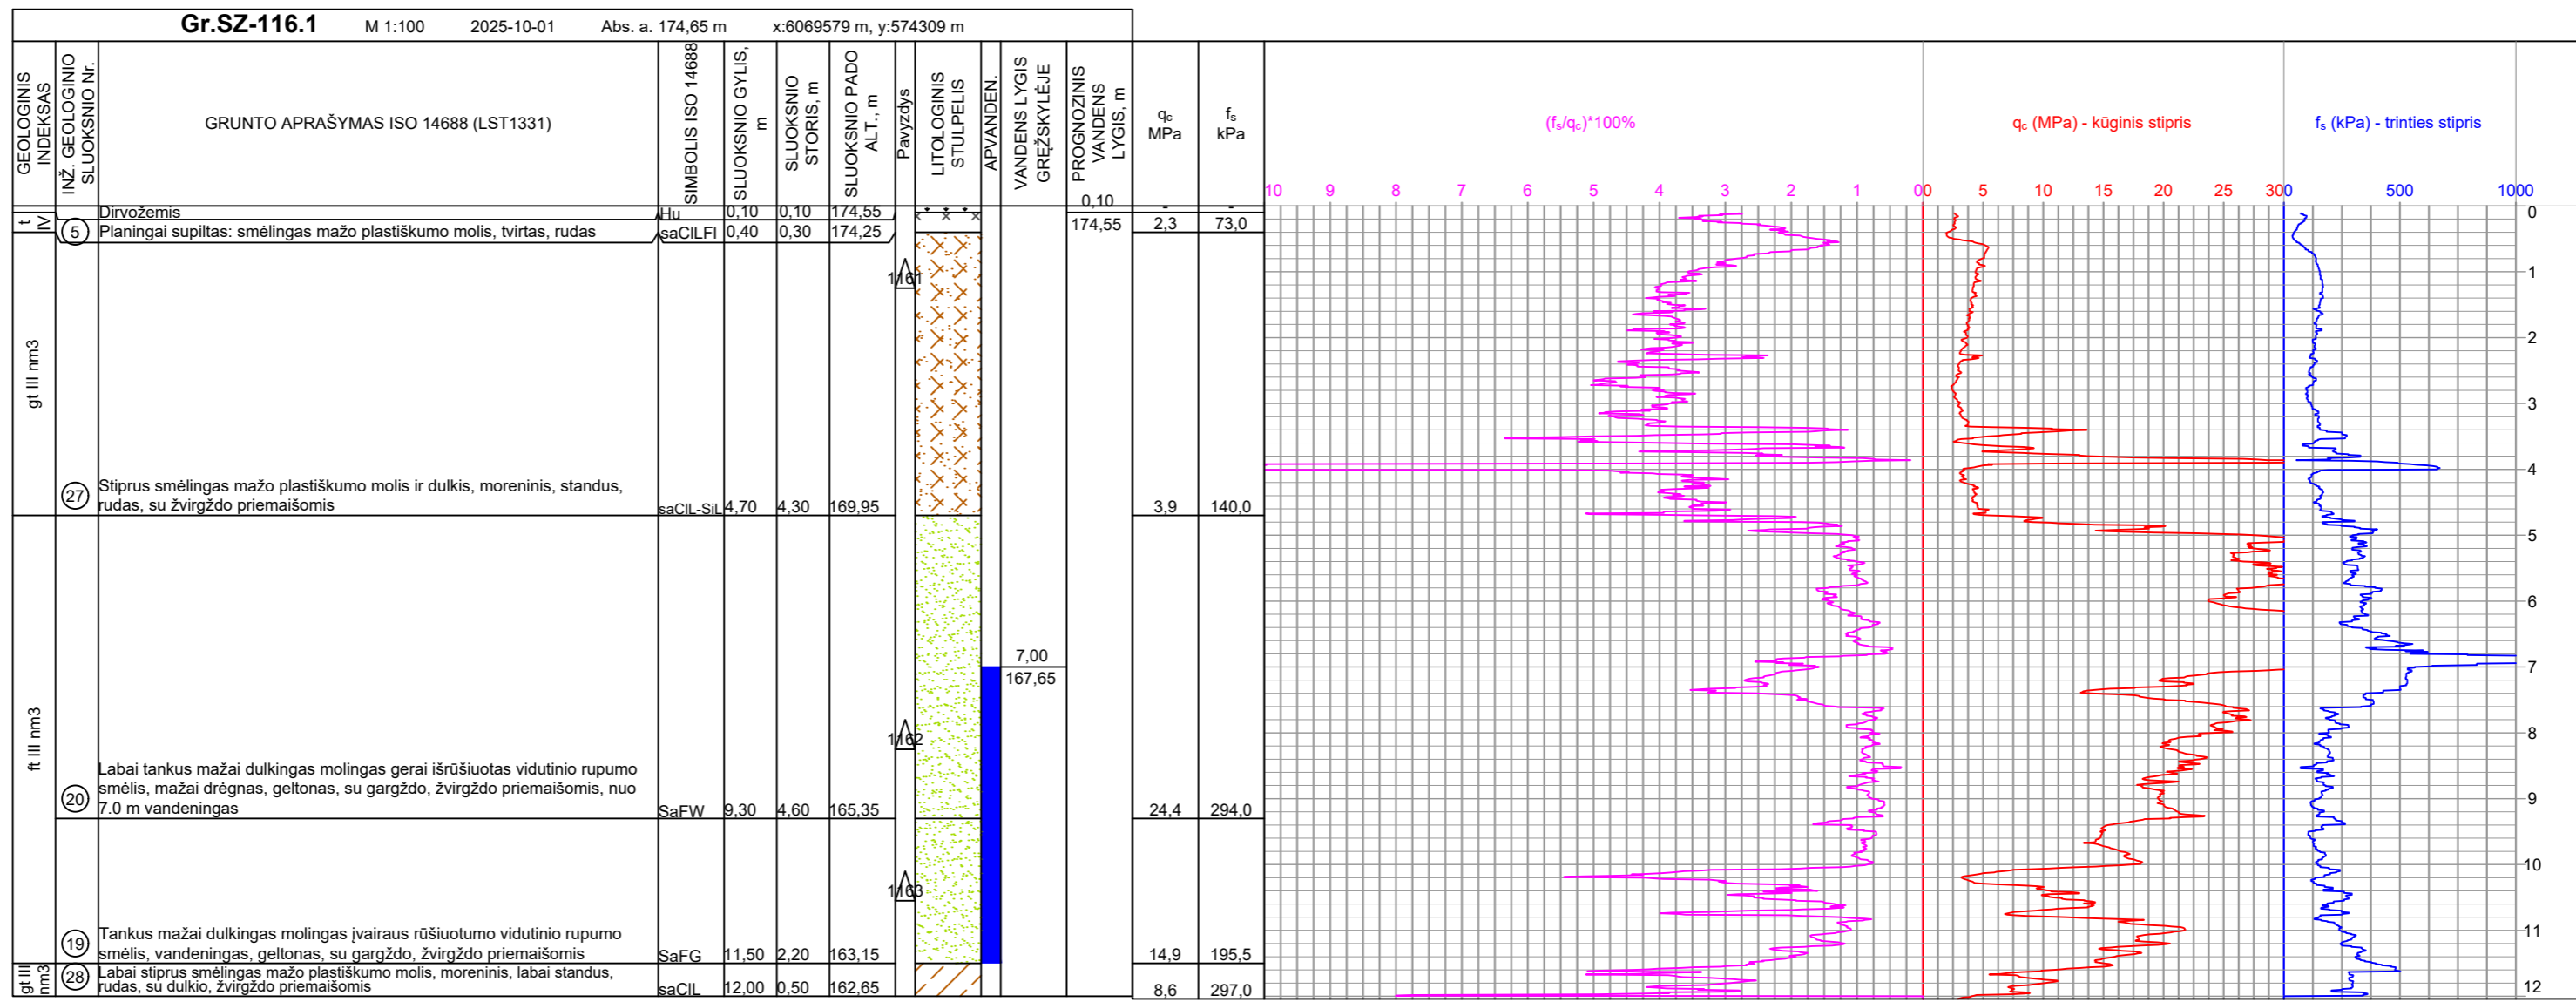 Gr.SZ-116.1 M 1:100 2025-10-01 Abs. a. 174,65 m x:6069579 m, y:574309 m
GEOLOGINIS INDEKSAS
INŽ. GEOLOGINIO SLUOKSNIO Nr.
GRUNTO APRAŠYMAS ISO 14688 (LST1331)
SIMBOLIS ISO 14688
SLUOKSNIO GYLIS, m
SLUOKSNIO STORIS, m
SLUOKSNIO PADO ALT., m
Pavyzdys
LITOLOGINIS STULPELIS
APVANDEN.
VANDENS LYGIS GRĘŽSKYLĖJE
PROGNOZINIS VANDENS LYGIS, m
qc MPa
fs kPa
(fs/qc)*100%
qc (MPa) - kūginis stipris
fs (kPa) - trinties stipris
10 9 8 7 6 5 4 3 2 1 0
0 5 10 15 20 25 30
0 500 1000
t IV
Dirvožemis Hu 0,10 0,10 174,55 - -
0,10
174,55
5 Planingai supiltas: smėlingas mažo plastiškumo molis, tvirtas, rudas saClLFI 0,40 0,30 174,25 2,3 73,0
1161
gt III nm3
27 Stiprus smėlingas mažo plastiškumo molis ir dulkis, moreninis, standus,
rudas, su žvirgždo priemaišomis saClL-SiL 4,70 4,30 169,95 3,9 140,0
7,00
167,65
1162
ft III nm3
Labai tankus mažai dulkingas molingas gerai išrūšiuotas vidutinio rupumo
20 smėlis, mažai drėgnas, geltonas, su gargždo, žvirgždo priemaišomis, nuo
7.0 m vandeningas SaFW 9,30 4,60 165,35 24,4 294,0
1163
19 Tankus mažai dulkingas molingas įvairaus rūšiuotumo vidutinio rupumo
smėlis, vandeningas, geltonas, su gargždo, žvirgždo priemaišomis SaFG 11,50 2,20 163,15 14,9 195,5
gt III nm3
28 Labai stiprus smėlingas mažo plastiškumo molis, moreninis, labai standus,
rudas, su dulkio, žvirgždo priemaišomis saClL 12,00 0,50 162,65 8,6 297,0
0
1
2
3
4
5
6
7
8
9
10
11
12